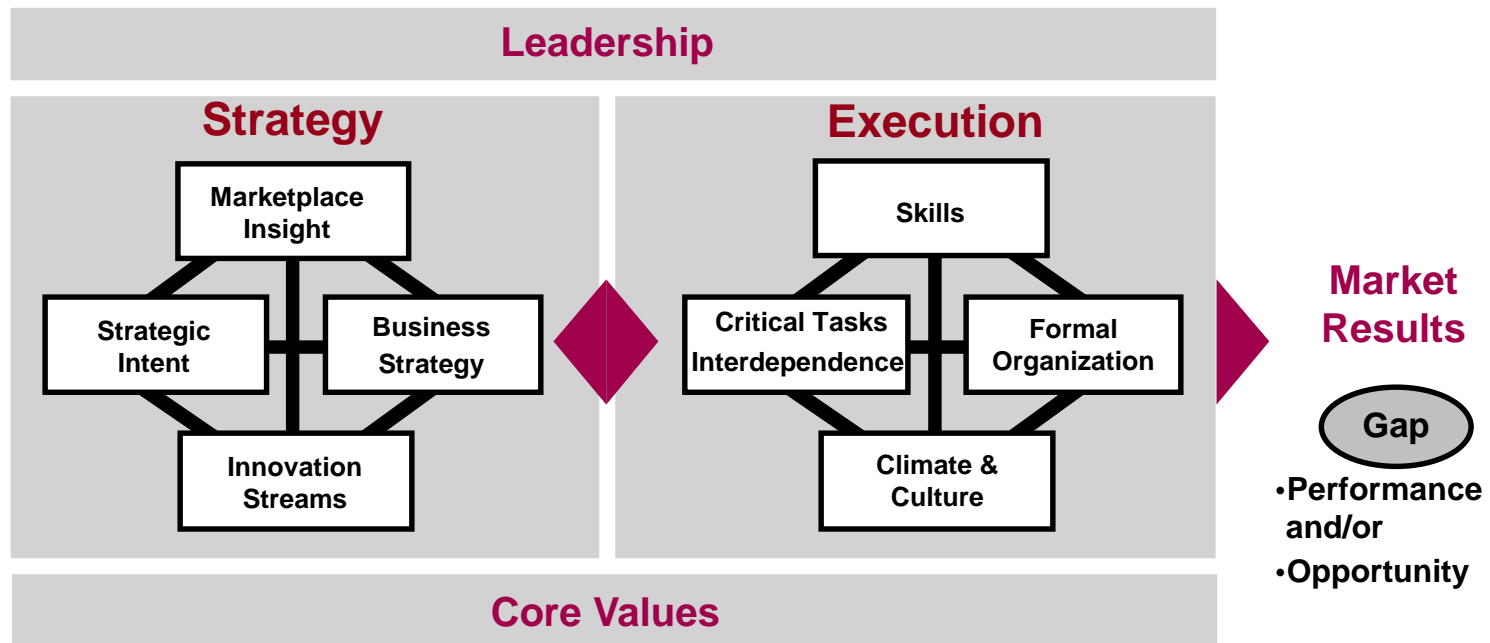 Leadership
Strategy
Marketplace
Insight
Strategic
Intent
Business
Strategy
Innovation
Streams
Execution
Skills
Critical Tasks
Interdependence
Formal
Organization
Climate &
Culture
Market
Results
Gap
•Performance
and/or
•Opportunity
Core Values